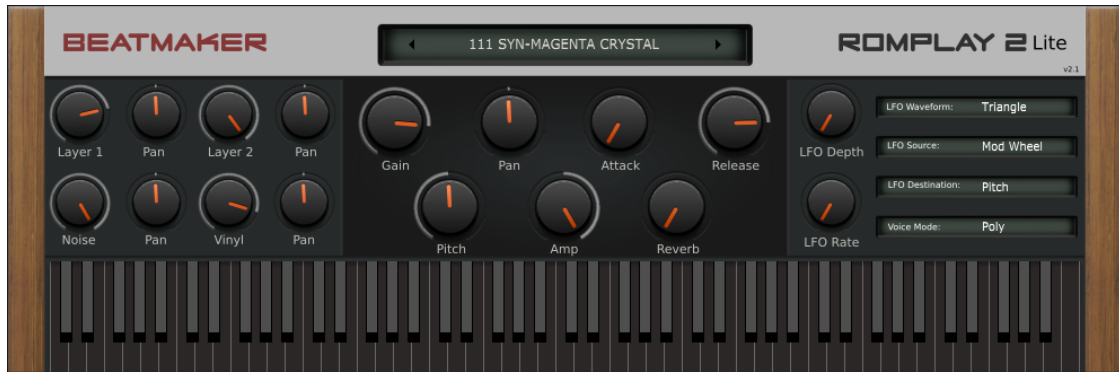 BEATMAKER
111 SYN-MAGENTA CRYSTAL
ROMPLAY 2 Lite
v2.1
Layer 1 Pan Layer 2 Pan
Noise Pan Vinyl Pan
Gain Pan Attack Release
Pitch Amp Reverb
LFO Depth
LFO Rate
LFO Waveform: Triangle
LFO Source: Mod Wheel
LFO Destination: Pitch
Voice Mode: Poly